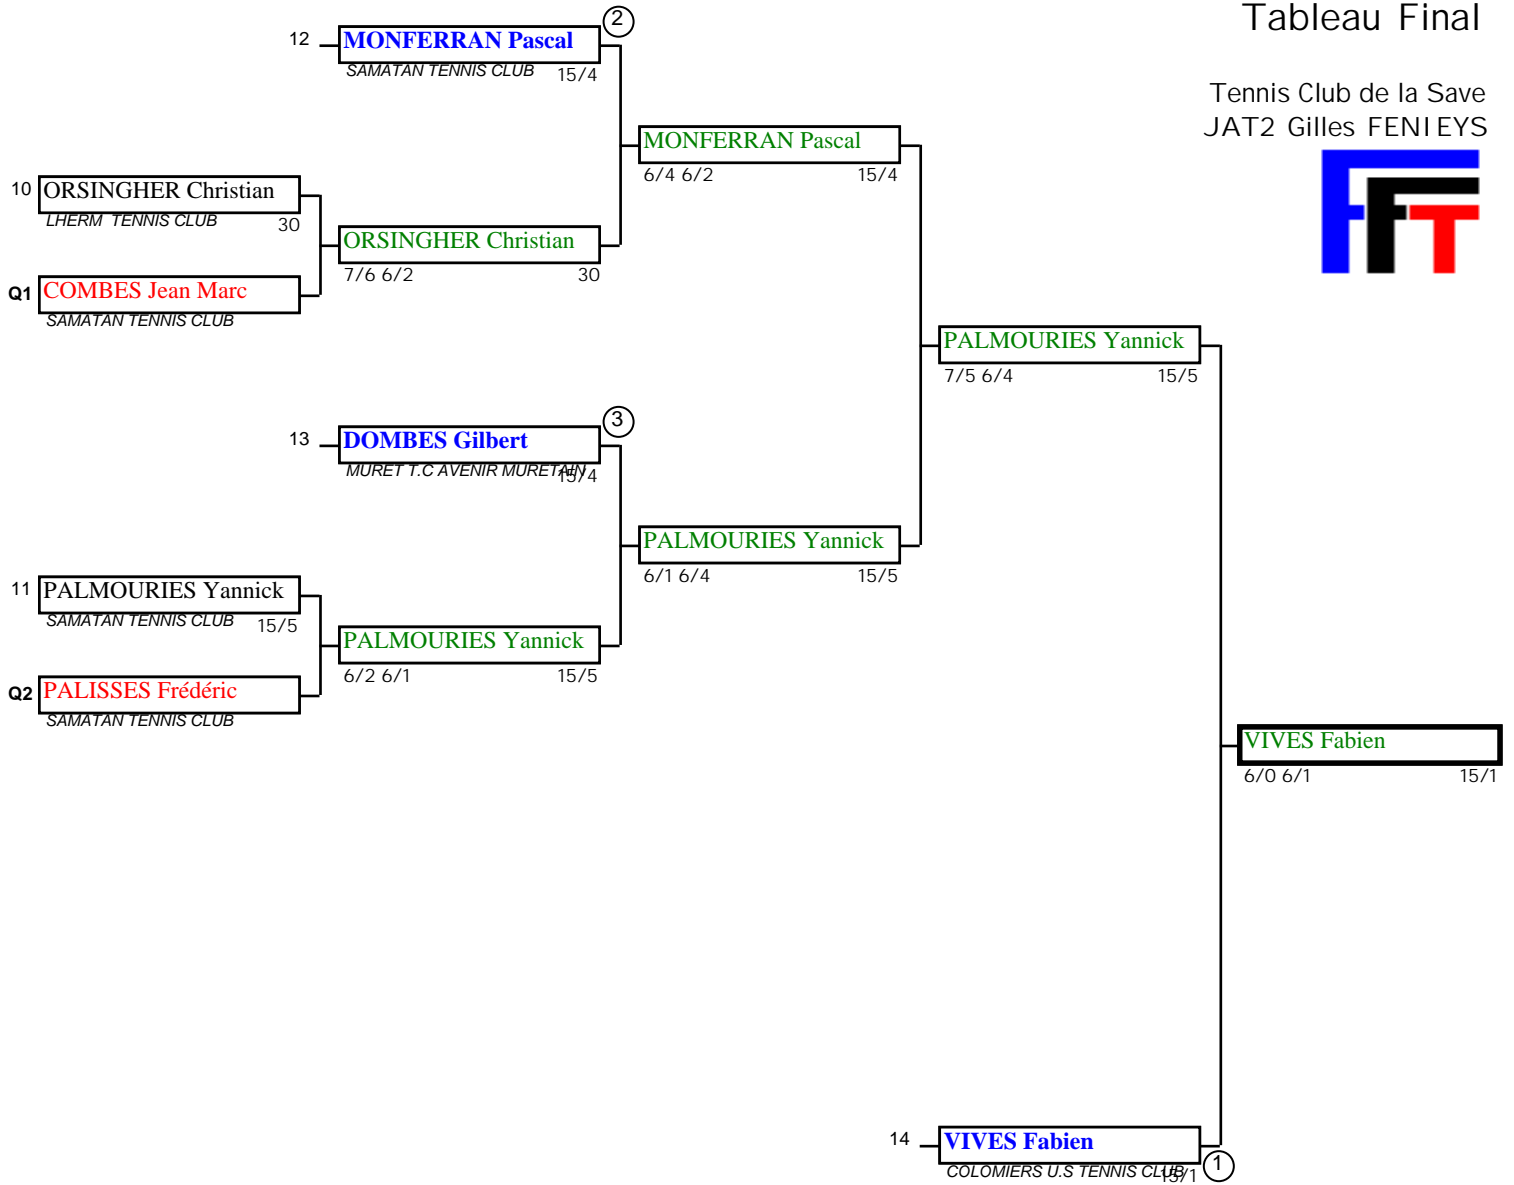 Tableau Final
Tennis Club de la Save
JAT2 Gilles FENIEYS
FFT
2
12 MONFERRAN Pascal
SAMATAN TENNIS CLUB 15/4
MONFERRAN Pascal
6/4 6/2 15/4
10 ORSINGHER Christian
LHERM TENNIS CLUB 30
ORSINGHER Christian
7/6 6/2 30
Q1 COMBES Jean Marc
SAMATAN TENNIS CLUB
PALMOURIES Yannick
7/5 6/4 15/5
3
13 DOMBES Gilbert
MURET T.C AVENIR MURETAIN 15/4
PALMOURIES Yannick
6/1 6/4 15/5
11 PALMOURIES Yannick
SAMATAN TENNIS CLUB 15/5
PALMOURIES Yannick
6/2 6/1 15/5
Q2 PALISSES Frédéric
SAMATAN TENNIS CLUB
VIVES Fabien
6/0 6/1 15/1
14 VIVES Fabien
COLOMIERS U.S TENNIS CLUB 15/1
1